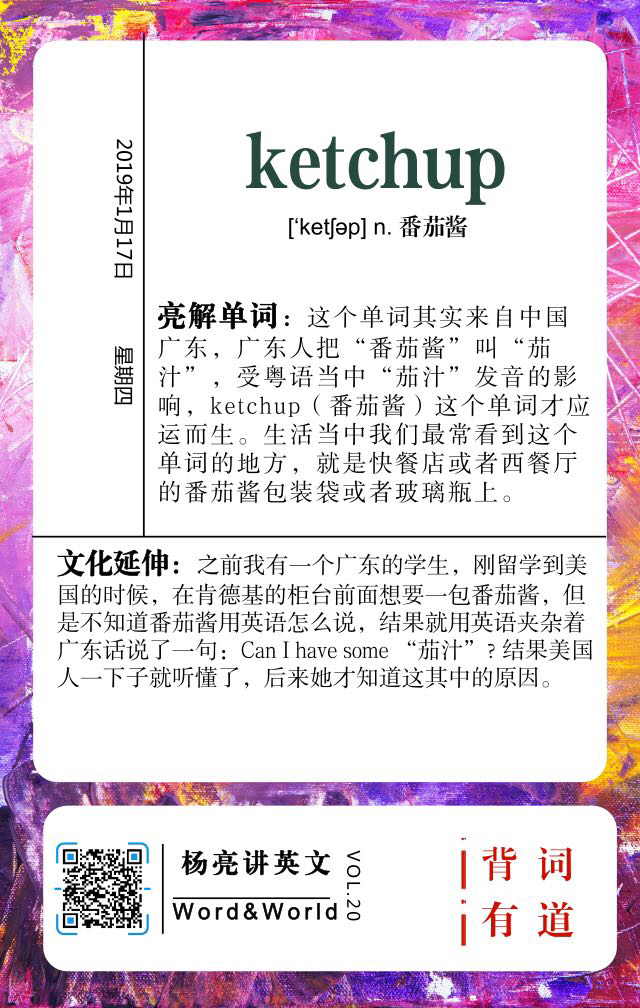 2019年1月17日 星期四
ketchup
[‘ketʃəp] n. 番茄酱
亮解单词：这个单词其实来自中国
广东，广东人把“番茄酱”叫“茄
汁”，受粤语当中“茄汁”发音的影
响，ketchup（番茄酱）这个单词才应
运而生。生活当中我们最常看到这个
单词的地方，就是快餐店或者西餐厅
的番茄酱包装袋或者玻璃瓶上。
文化延伸：之前我有一个广东的学生，刚留学到美
国的时候，在肯德基的柜台前面想要一包番茄酱，但
是不知道番茄酱用英语怎么说，结果就用英语夹杂着
广东话说了一句：Can I have some “茄汁”？结果美国
人一下子就听懂了，后来她才知道这其中的原因。
杨亮讲英文
Word&World
VOL.20
背词
有道